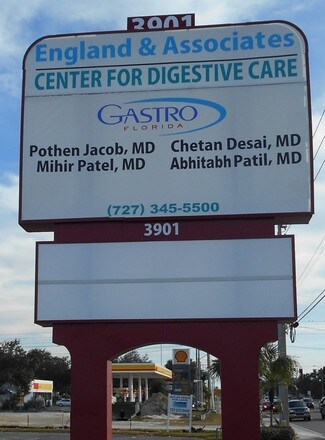 3901
England & Associates
CENTER FOR DIGESTIVE CARE
GASTRO
FLORIDA
Pothen Jacob, MD Chetan Desai, MD
Mihir Patel, MD Abhitabh Patil, MD
(727) 345-5500
3901